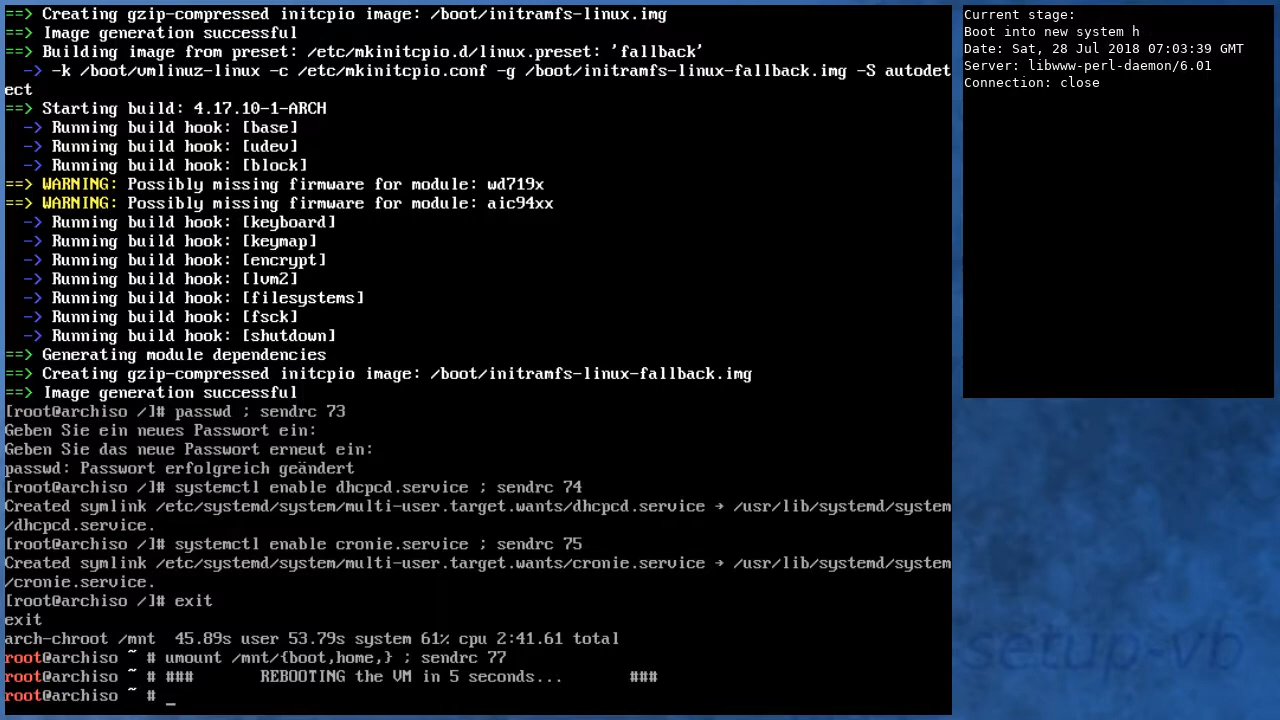 ==> Creating gzip-compressed initcpio image: /boot/initramfs-linux.img
==> Image generation successful
==> Building image from preset: /etc/mkinitcpio.d/linux.preset: 'fallback'
  -> -k /boot/vmlinuz-linux -c /etc/mkinitcpio.conf -g /boot/initramfs-linux-fallback.img -S autodet
ect
==> Starting build: 4.17.10-1-ARCH
  -> Running build hook: [base]
  -> Running build hook: [udev]
  -> Running build hook: [block]
==> WARNING: Possibly missing firmware for module: wd719x
==> WARNING: Possibly missing firmware for module: aic94xx
  -> Running build hook: [keyboard]
  -> Running build hook: [keymap]
  -> Running build hook: [encrypt]
  -> Running build hook: [lvm2]
  -> Running build hook: [filesystems]
  -> Running build hook: [fsck]
  -> Running build hook: [shutdown]
==> Generating module dependencies
==> Creating gzip-compressed initcpio image: /boot/initramfs-linux-fallback.img
==> Image generation successful
[root@archiso /]# passwd ; sendrc 73
Geben Sie ein neues Passwort ein:
Geben Sie das neue Passwort erneut ein:
passwd: Passwort erfolgreich geändert
[root@archiso /]# systemctl enable dhcpcd.service ; sendrc 74
Created symlink /etc/systemd/system/multi-user.target.wants/dhcpcd.service → /usr/lib/systemd/system
/dhcpcd.service.
[root@archiso /]# systemctl enable cronie.service ; sendrc 75
Created symlink /etc/systemd/system/multi-user.target.wants/cronie.service → /usr/lib/systemd/system
/cronie.service.
[root@archiso /]# exit
exit
arch-chroot /mnt  45.89s user 53.79s system 61% cpu 2:41.61 total
root@archiso ~ # umount /mnt/{boot,home,} ; sendrc 77
root@archiso ~ # ###       REBOOTING the VM in 5 seconds...       ###
root@archiso ~ # _
Current stage:
Boot into new system h
Date: Sat, 28 Jul 2018 07:03:39 GMT
Server: libwww-perl-daemon/6.01
Connection: close
setup-vb